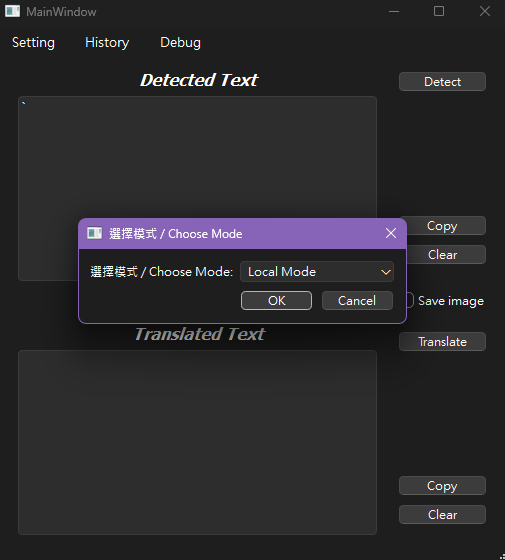 MainWindow
Setting History Debug
Detected Text
Detect
`
選擇模式 / Choose Mode
選擇模式 / Choose Mode: Local Mode
OK Cancel
Copy
Clear
Save image
Translated Text
Translate
Copy
Clear